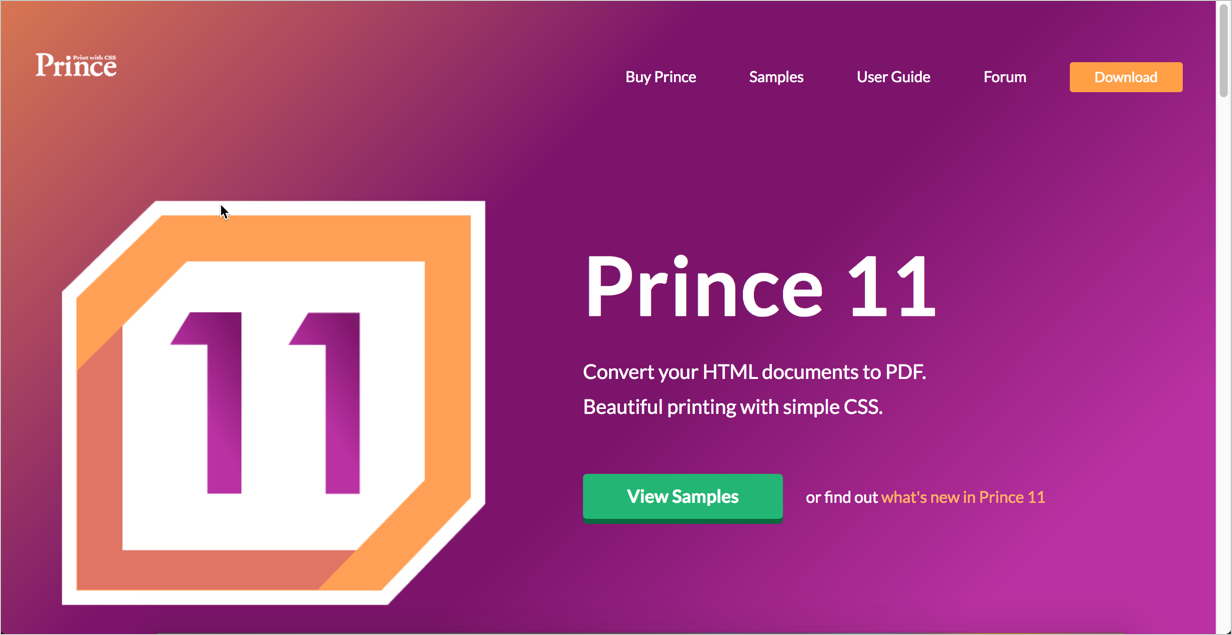 Print with CSS
Prince
Buy Prince
Samples
User Guide
Forum
Download
11
Prince 11
Convert your HTML documents to PDF.
Beautiful printing with simple CSS.
View Samples
or find out what's new in Prince 11